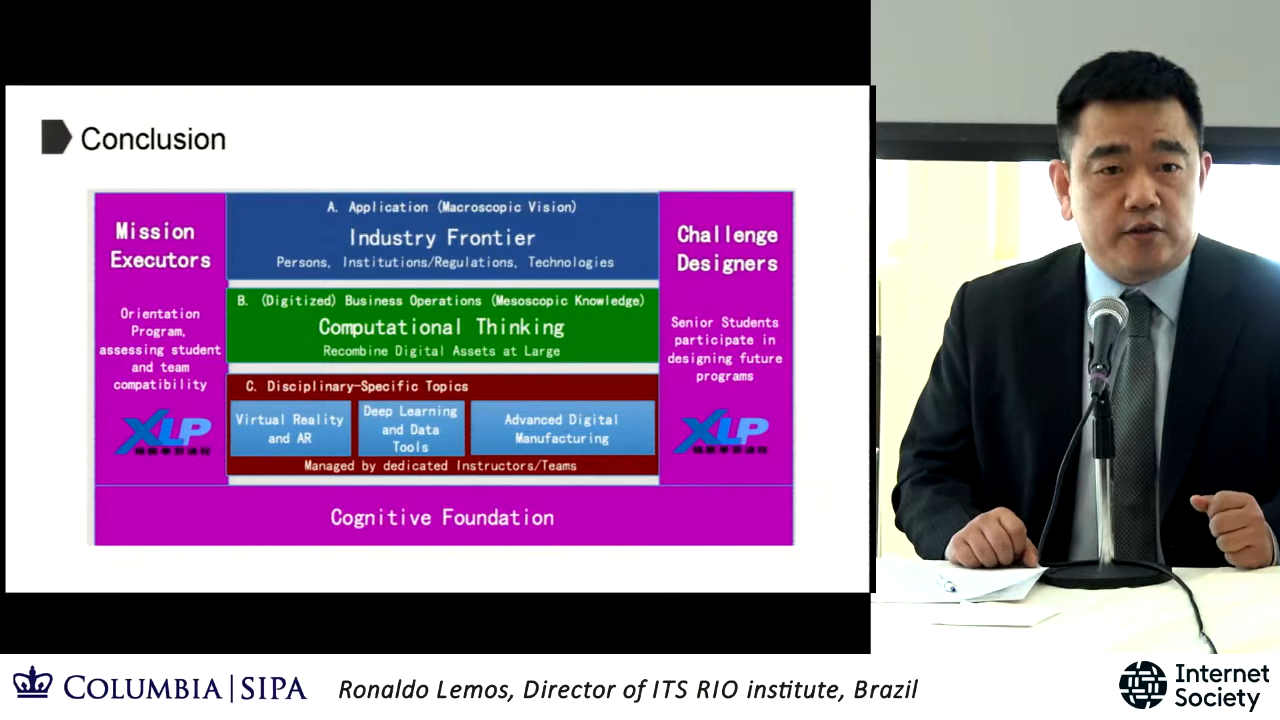 Conclusion
Mission
Executors
Orientation
Program,
assessing student
and team
compatibility
XLP
A. Application (Macroscopic Vision)
Industry Frontier
Persons, Institutions/Regulations, Technologies
B. (Digitized) Business Operations (Mesoscopic Knowledge)
Computational Thinking
Recombine Digital Assets at Large
C. Disciplinary-Specific Topics
Virtual Reality
and AR
Deep Learning
and Data
Tools
Advanced Digital
Manufacturing
Managed by dedicated Instructors/Teams
Challenge
Designers
Senior Students
participate in
designing future
programs
XLP
Cognitive Foundation
COLUMBIA | SIPA
Ronaldo Lemos, Director of ITS RIO institute, Brazil
Internet
Society